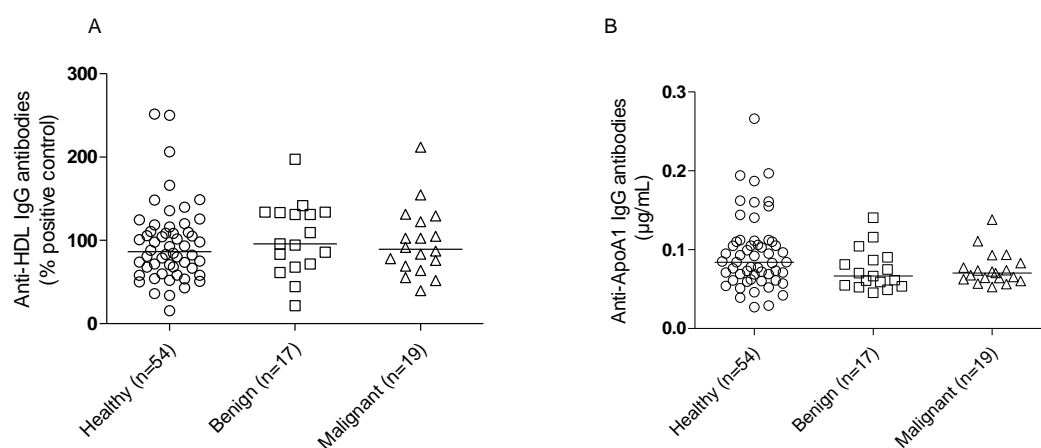 A
Anti-HDL IgG antibodies
(% positive control)
300
200
100
0
Healthy (n=54)
Benign (n=17)
Malignant (n=19)
B
Anti-ApoA1 IgG antibodies
(µg/mL)
0.3
0.2
0.1
0.0
Healthy (n=54)
Benign (n=17)
Malignant (n=19)